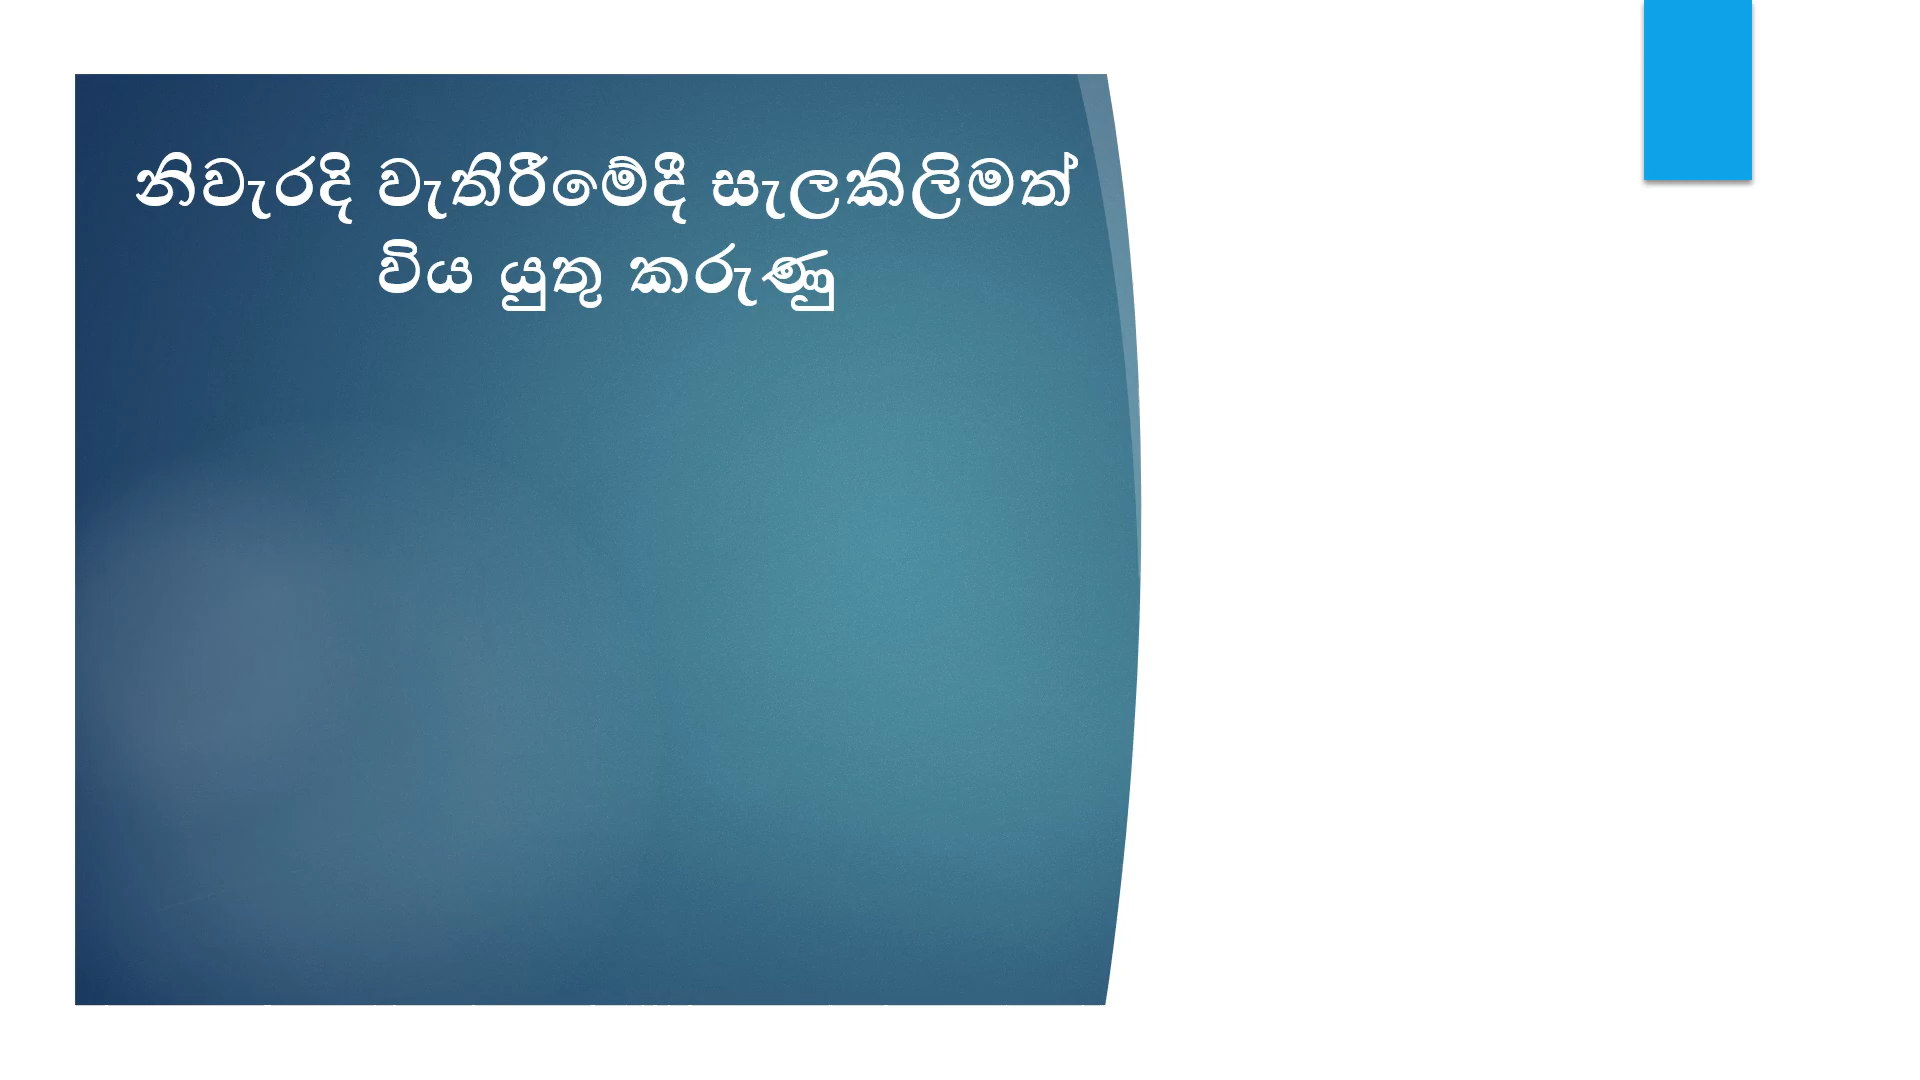 නිවැරදි වැතිරීමේදී සැලකිලිමත්
විය යුතු කරුණු